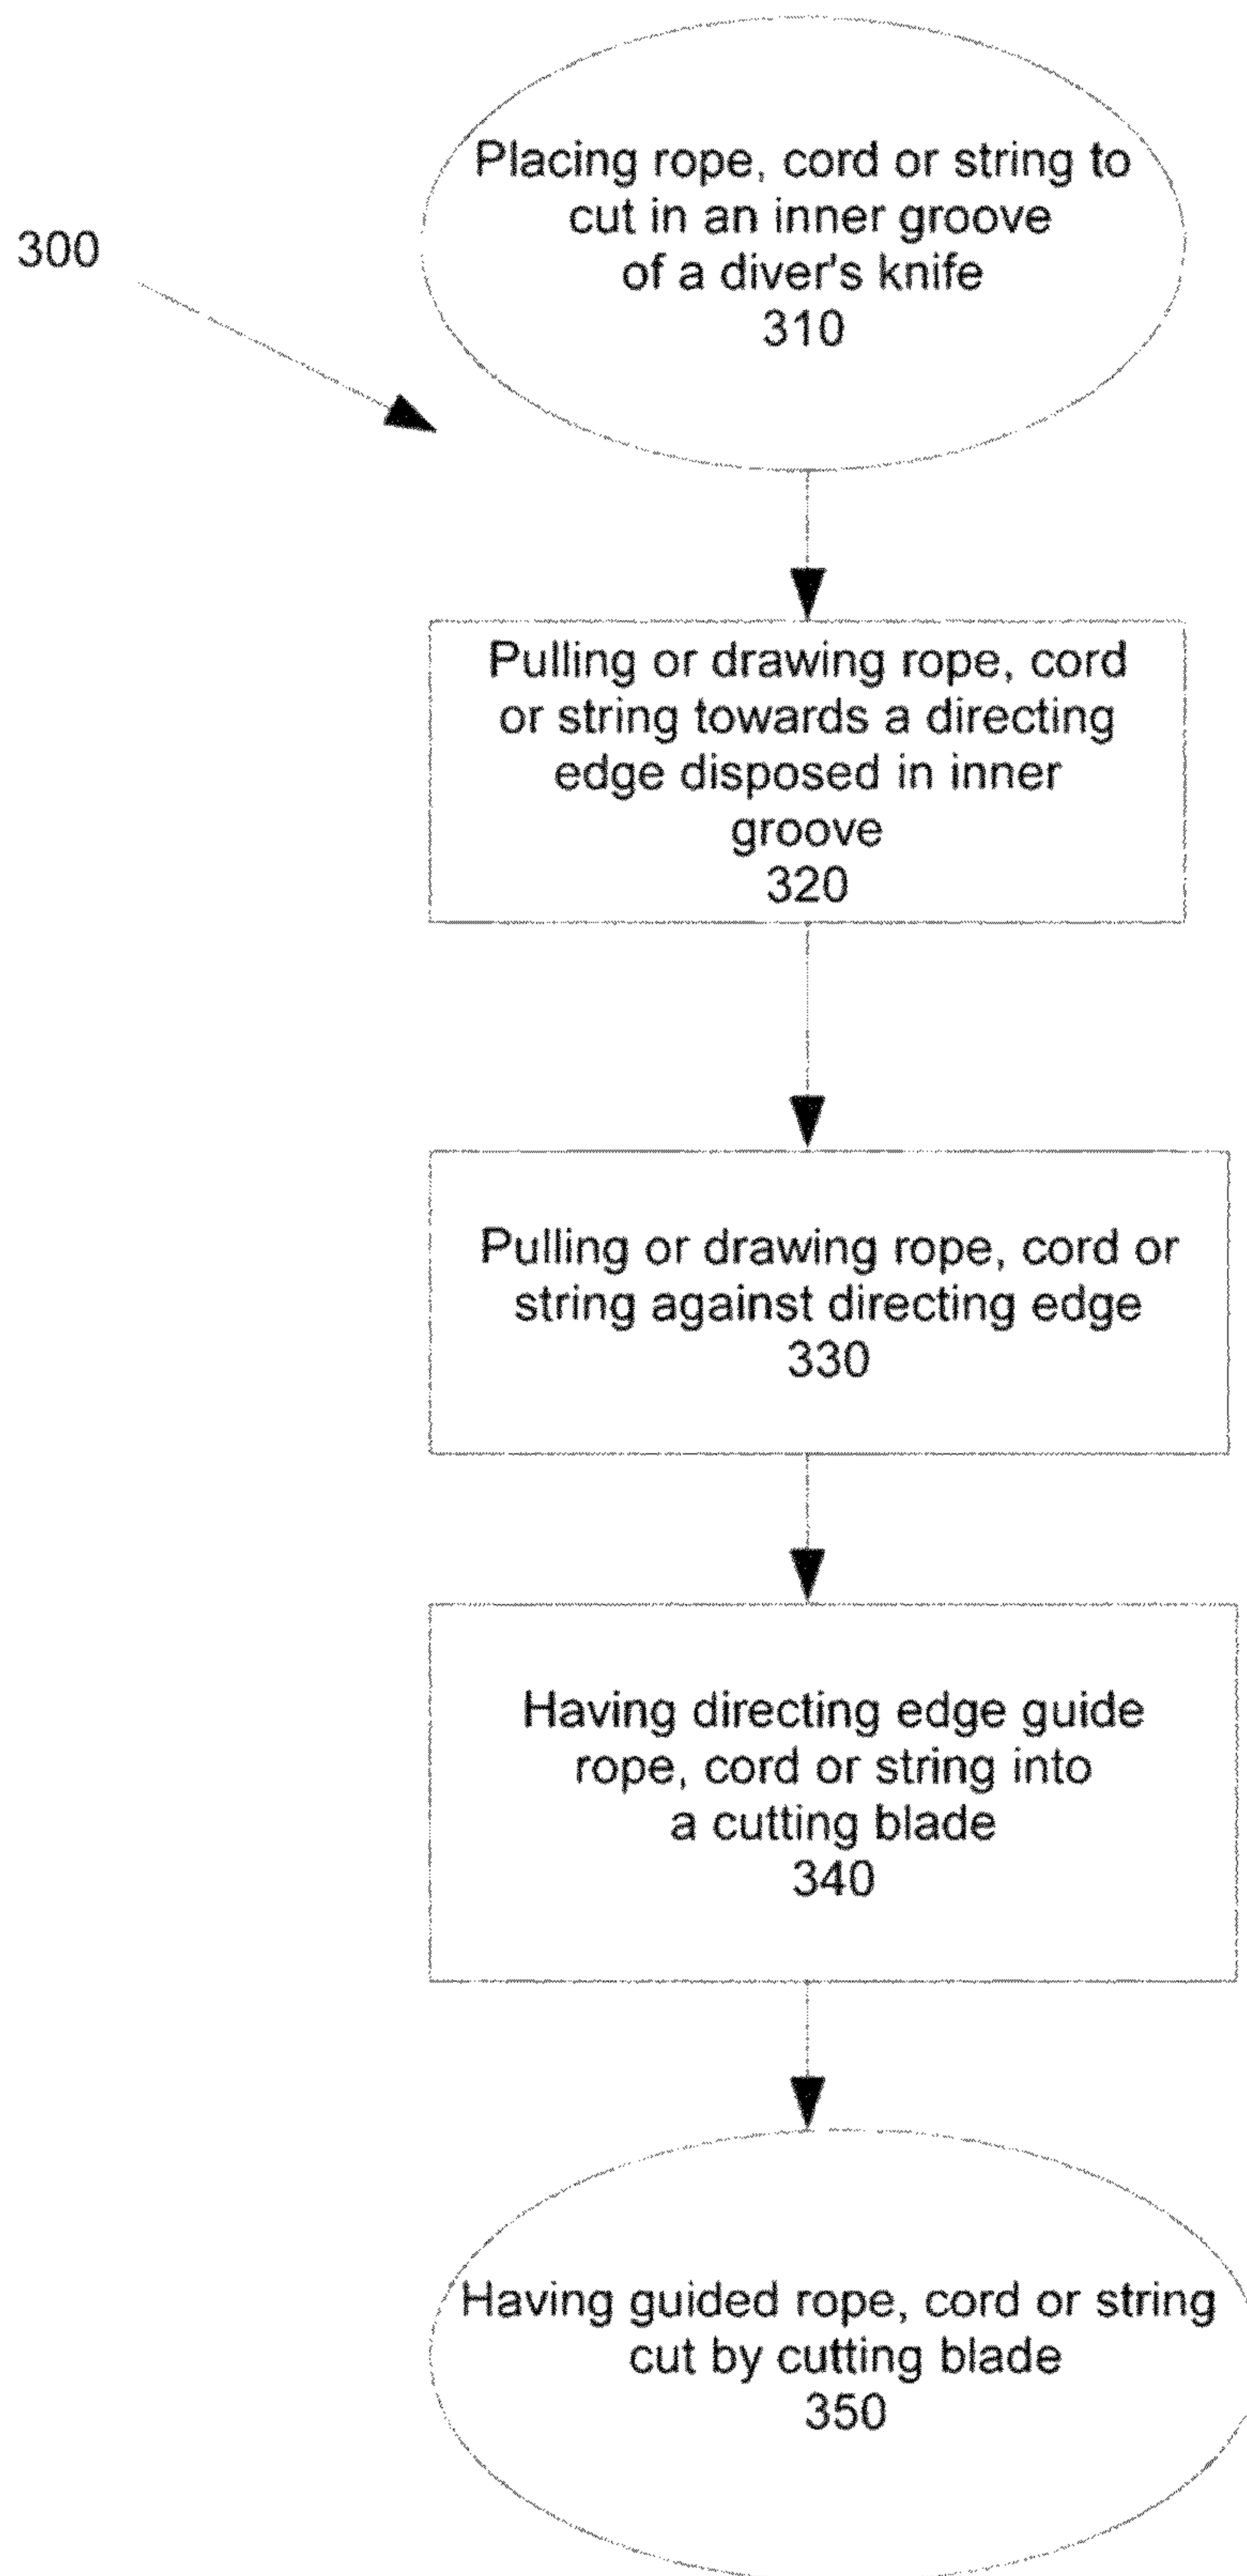 Placing rope, cord or string to
cut in an inner groove
of a diver's knife
310
300
Pulling or drawing rope, cord
or string towards a directing
edge disposed in inner
groove
320
Pulling or drawing rope, cord or
string against directing edge
330
Having directing edge guide
rope, cord or string into
a cutting blade
340
Having guided rope, cord or string
cut by cutting blade
350